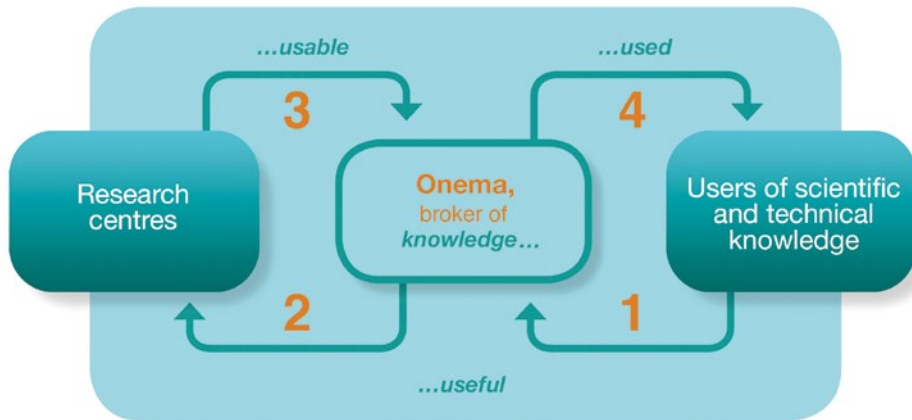 ...usable
...used
3
4
Research
centres
Onema,
broker of
knowledge...
Users of scientific
and technical
knowledge
2
1
...useful